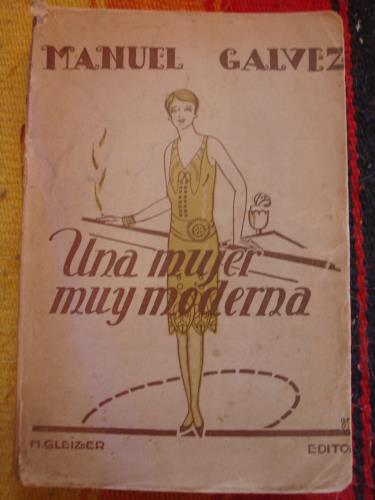 MANUEL GALVEZ
Una mujer
muy moderna
M. GLEIZER EDITO